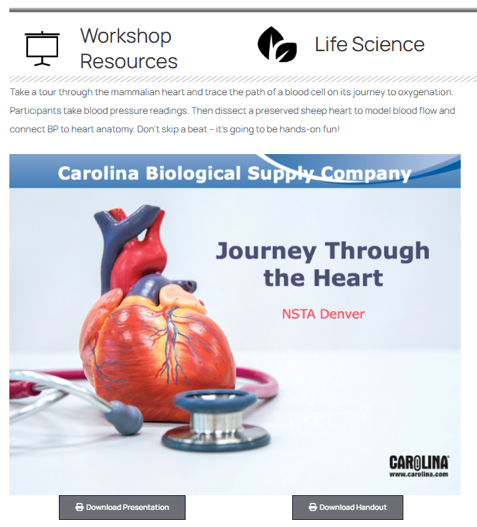 Workshop
Resources
Life Science
Take a tour through the mammalian heart and trace the path of a blood cell on its journey to oxygenation.
Participants take blood pressure readings. Then dissect a preserved sheep heart to model blood flow and
connect BP to heart anatomy. Don't skip a beat – it's going to be hands-on fun!
Carolina Biological Supply Company
Journey Through
the Heart
NSTA Denver
CAROLINA®
www.carolina.com
Download Presentation
Download Handout